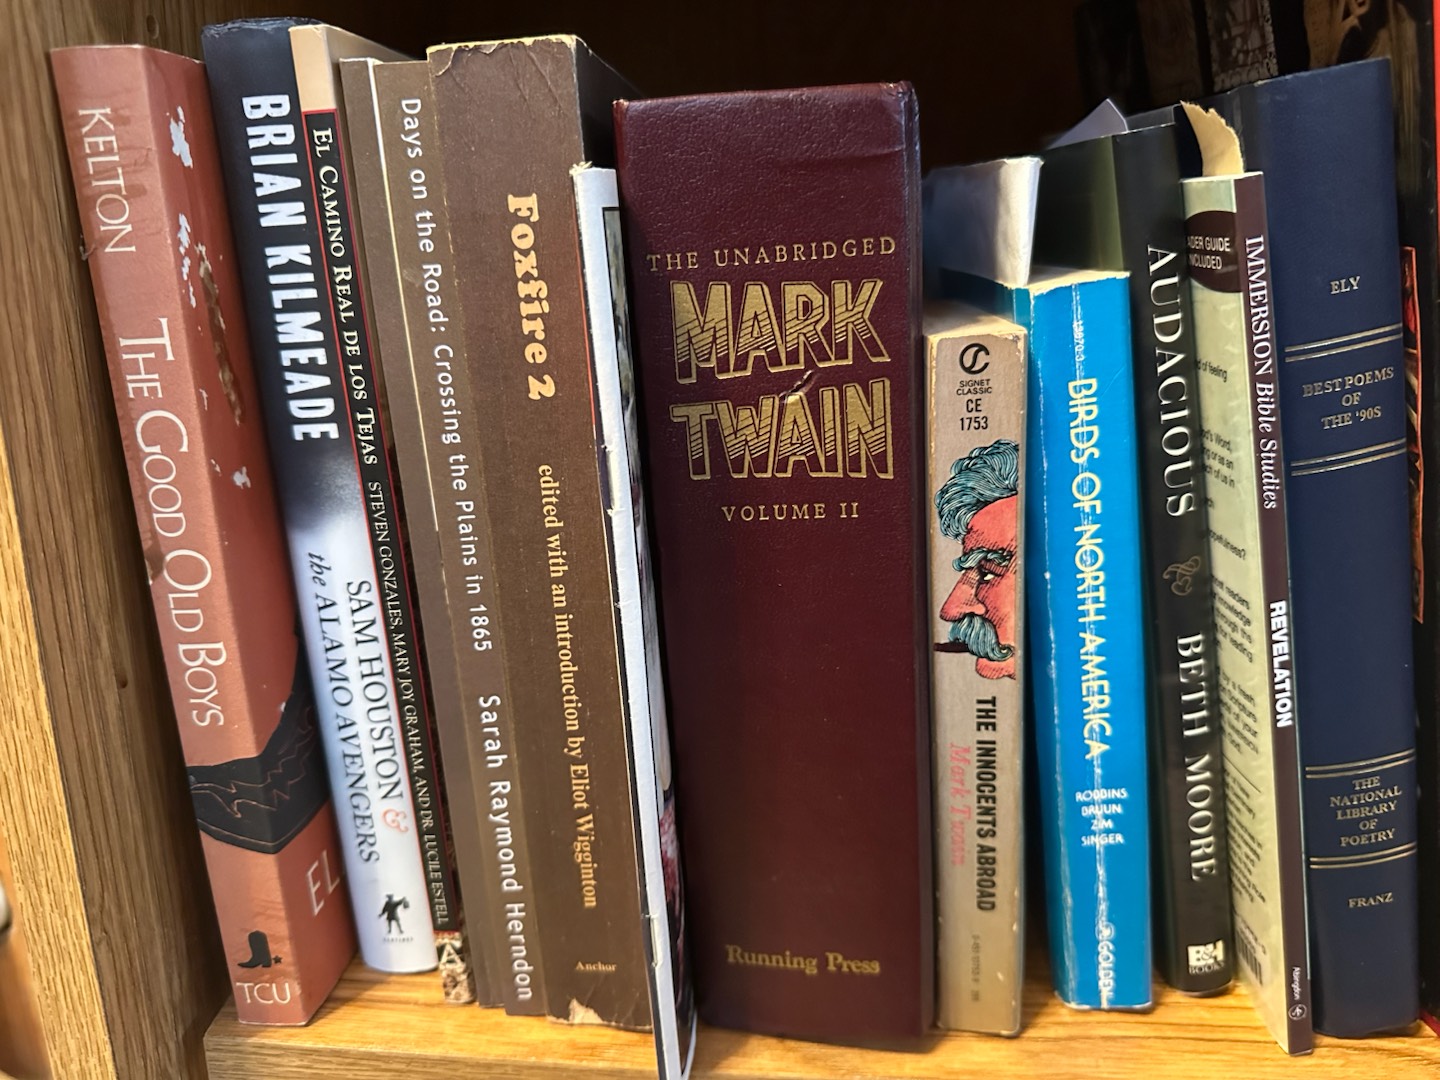 KELTON
THE GOOD OLD BOYS
TCU
BRIAN KILMEADE
SAM HOUSTON &
the ALAMO AVENGERS
EL CAMINO REAL DE LOS TEJAS
STEVEN GONZALES, MARY JOY GRAHAM, AND DR. LUCILE ESTELL
Days on the Road: Crossing the Plains in 1865
Sarah Raymond Herndon
Foxfire 2
edited with an introduction by Eliot Wigginton
Anchor
THE UNABRIDGED
MARK
TWAIN
VOLUME II
Running Press
SIGNET
CLASSIC
CE
1753
THE INNOCENTS ABROAD
Mark Twain
BIRDS OF NORTH AMERICA
ROBBINS
BRUUN
ZIM
SINGER
GOLDEN
AUDACIOUS
BETH MOORE
B&H
BOOKS
GUIDE
INCLUDED
of feeling
IMMERSION Bible Studies
REVELATION
Abingdon
ELY
BEST POEMS
OF
THE '90S
THE
NATIONAL
LIBRARY
OF
POETRY
FRANZ